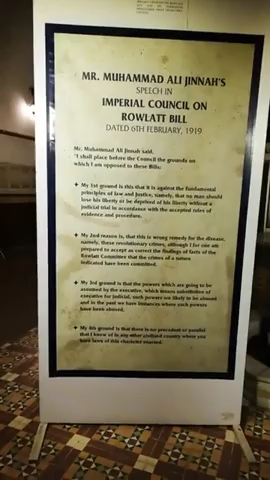 MR. MUHAMMAD ALI JINNAH'S
SPEECH IN
IMPERIAL COUNCIL ON
ROWLATT BILL
DATED 6TH FEBRUARY, 1919
Mr. Muhammad Ali Jinnah said,
"I shall place before the Council the grounds on
which I am opposed to these Bills;
✦ My 1st ground is this that it is against the fundamental
principles of law and justice, namely, that no man should
lose his liberty or be deprived of his liberty without a
judicial trial in accordance with the accepted rules of
evidence and procedure.
✦ My 2nd reason is, that this is wrong remedy for the disease,
namely, these revolutionary crimes, although I for one am
prepared to accept as correct the findings of facts of the
Rowlatt Committee that the crimes of a nature
indicated have been committed.
✦ My 3rd ground is that the powers which are going to be
assumed by the executive, which means substitution of
executive for judicial, such powers are likely to be abused
and in the past we have instances where such powers
have been abused.
✦ My 4th ground is that there is no precedent or parallel
that I know of in any other civilized country where you
have laws of this character enacted.